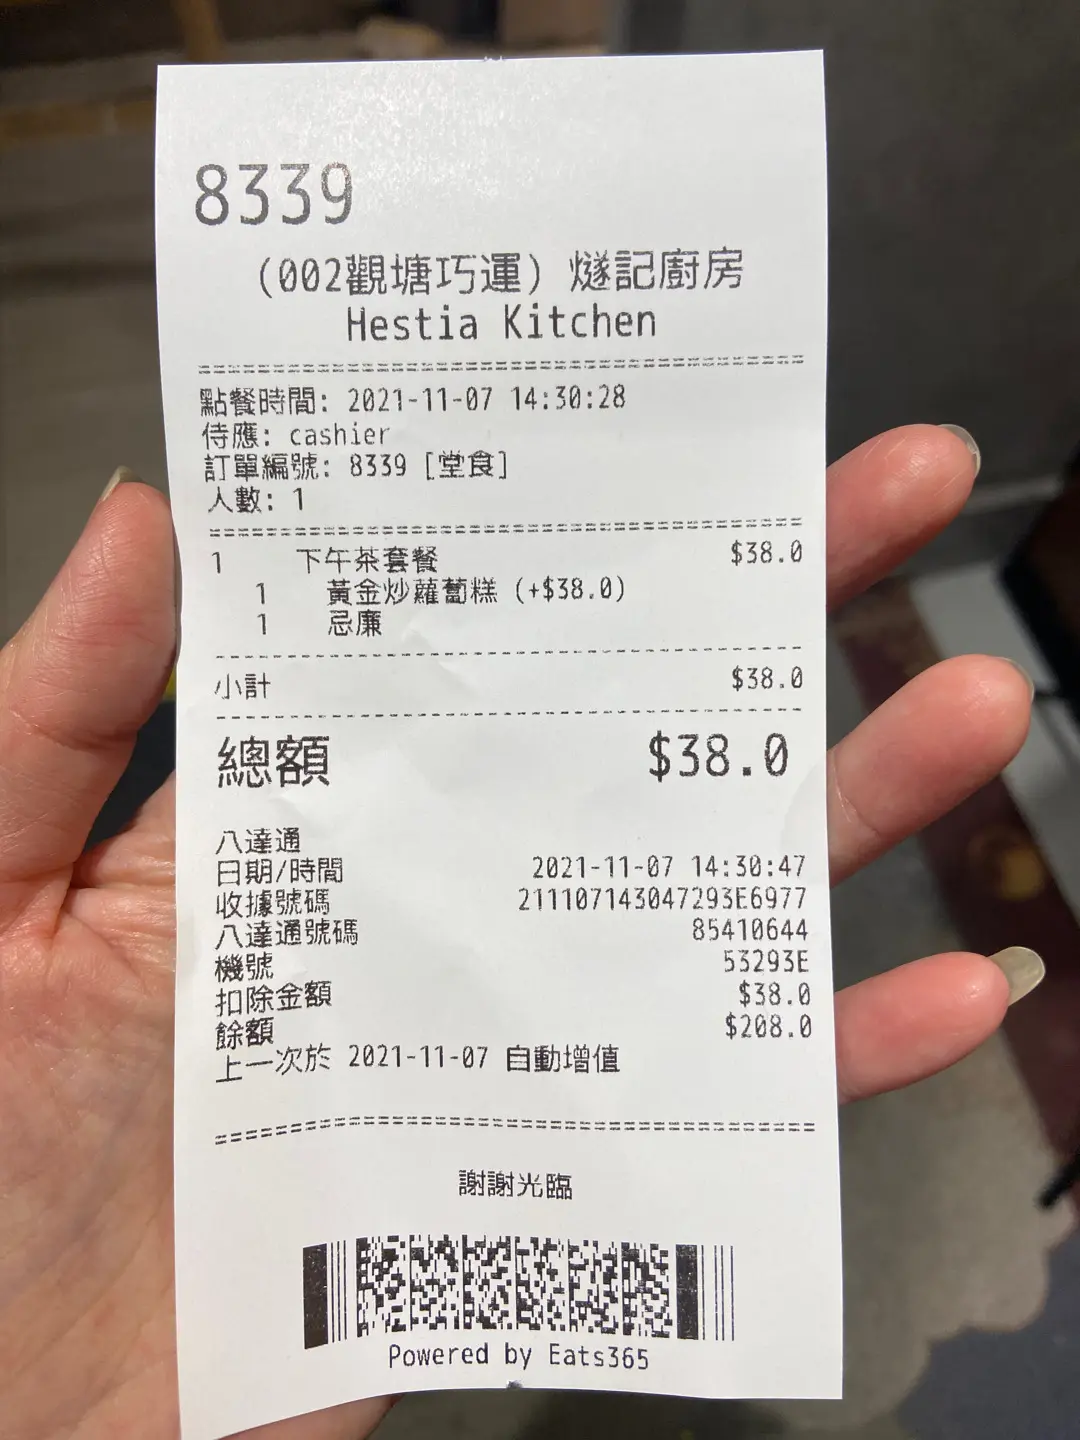 8339
(002觀塘巧運) 燧記廚房
Hestia Kitchen
點餐時間: 2021-11-07 14:30:28
侍應: cashier
訂單編號: 8339 [堂食]
人數: 1
1 下午茶套餐 $38.0
1 黃金炒蘿蔔糕 (+$38.0)
1 忌廉
小計 $38.0
總額 $38.0
八達通
日期/時間 2021-11-07 14:30:47
收據號碼 211107143047293E6977
八達通號碼 85410644
機號 53293E
扣除金額 $38.0
餘額 $208.0
上一次於 2021-11-07 自動增值
謝謝光臨
Powered by Eats365